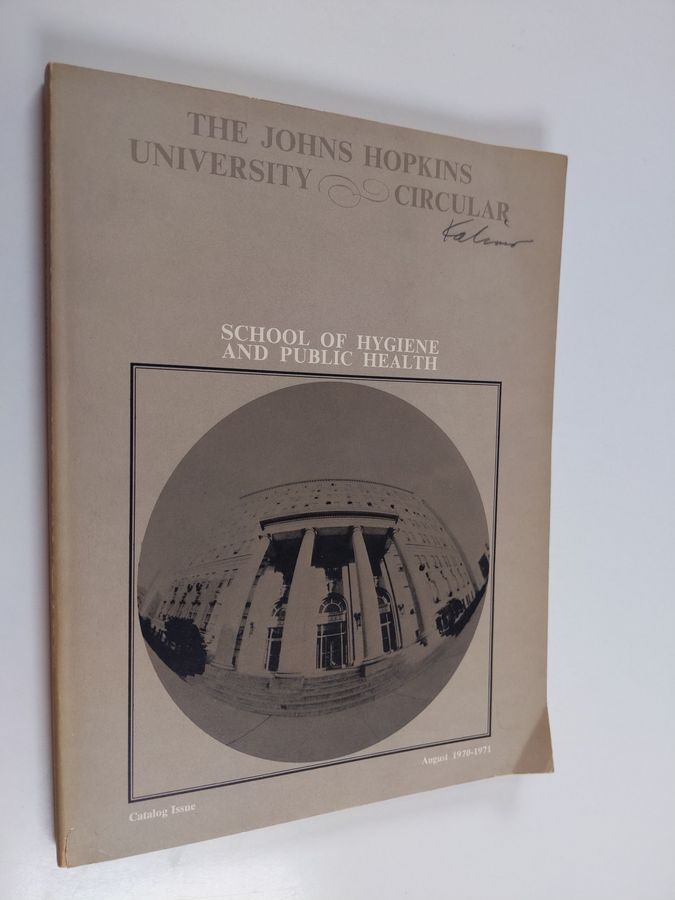 THE JOHNS HOPKINS
UNIVERSITY CIRCULAR
SCHOOL OF HYGIENE
AND PUBLIC HEALTH
August 1970-1971
Catalog Issue